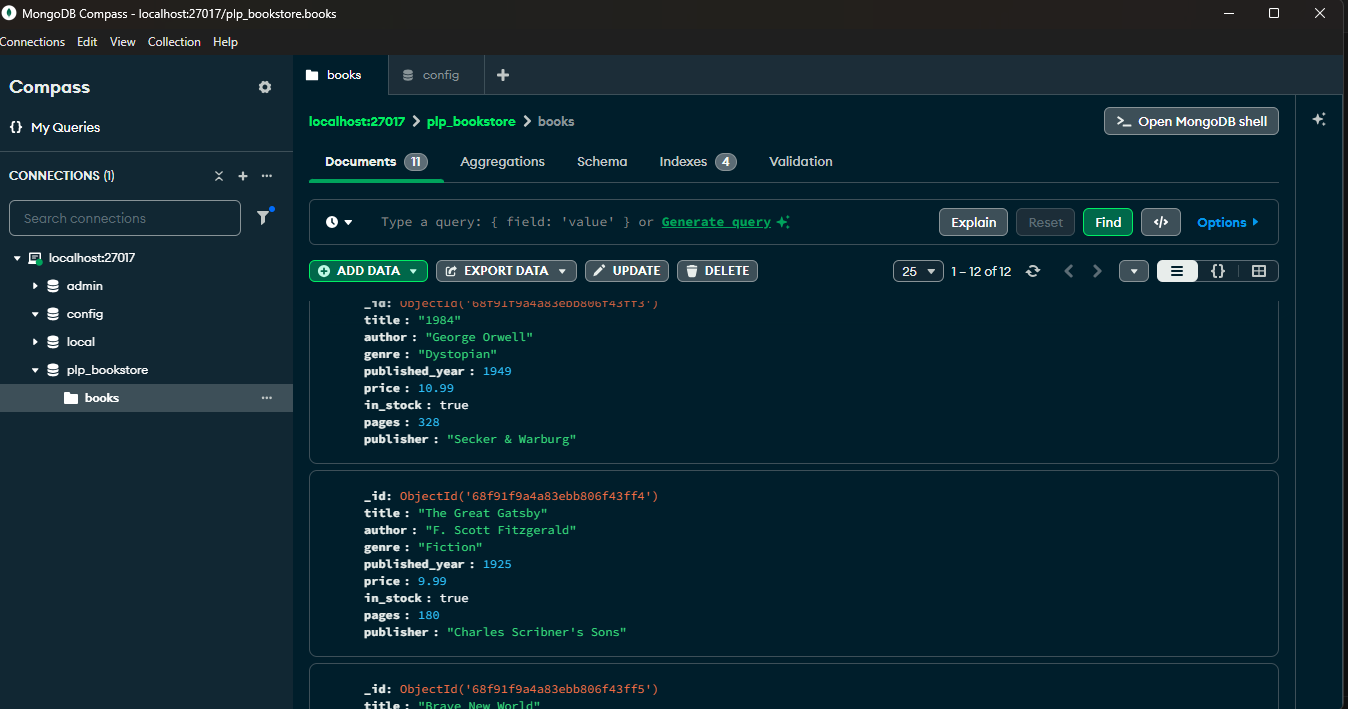 MongoDB Compass - localhost:27017/plp_bookstore.books
Connections Edit View Collection Help
Compass
{} My Queries
CONNECTIONS (1)
Search connections
localhost:27017
admin
config
local
plp_bookstore
books
books config
localhost:27017 > plp_bookstore > books
>_ Open MongoDB shell
Documents 11 Aggregations Schema Indexes 4 Validation
Type a query: { field: 'value' } or Generate query
Explain Reset Find </> Options
ADD DATA EXPORT DATA UPDATE DELETE
25 1 – 12 of 12 {}
_id: ObjectId('68f91f9a4a83ebb806f43ff3')
title : "1984"
author : "George Orwell"
genre : "Dystopian"
published_year : 1949
price : 10.99
in_stock : true
pages : 328
publisher : "Secker & Warburg"
_id: ObjectId('68f91f9a4a83ebb806f43ff4')
title : "The Great Gatsby"
author : "F. Scott Fitzgerald"
genre : "Fiction"
published_year : 1925
price : 9.99
in_stock : true
pages : 180
publisher : "Charles Scribner's Sons"
_id: ObjectId('68f91f9a4a83ebb806f43ff5')
title : "Brave New World"